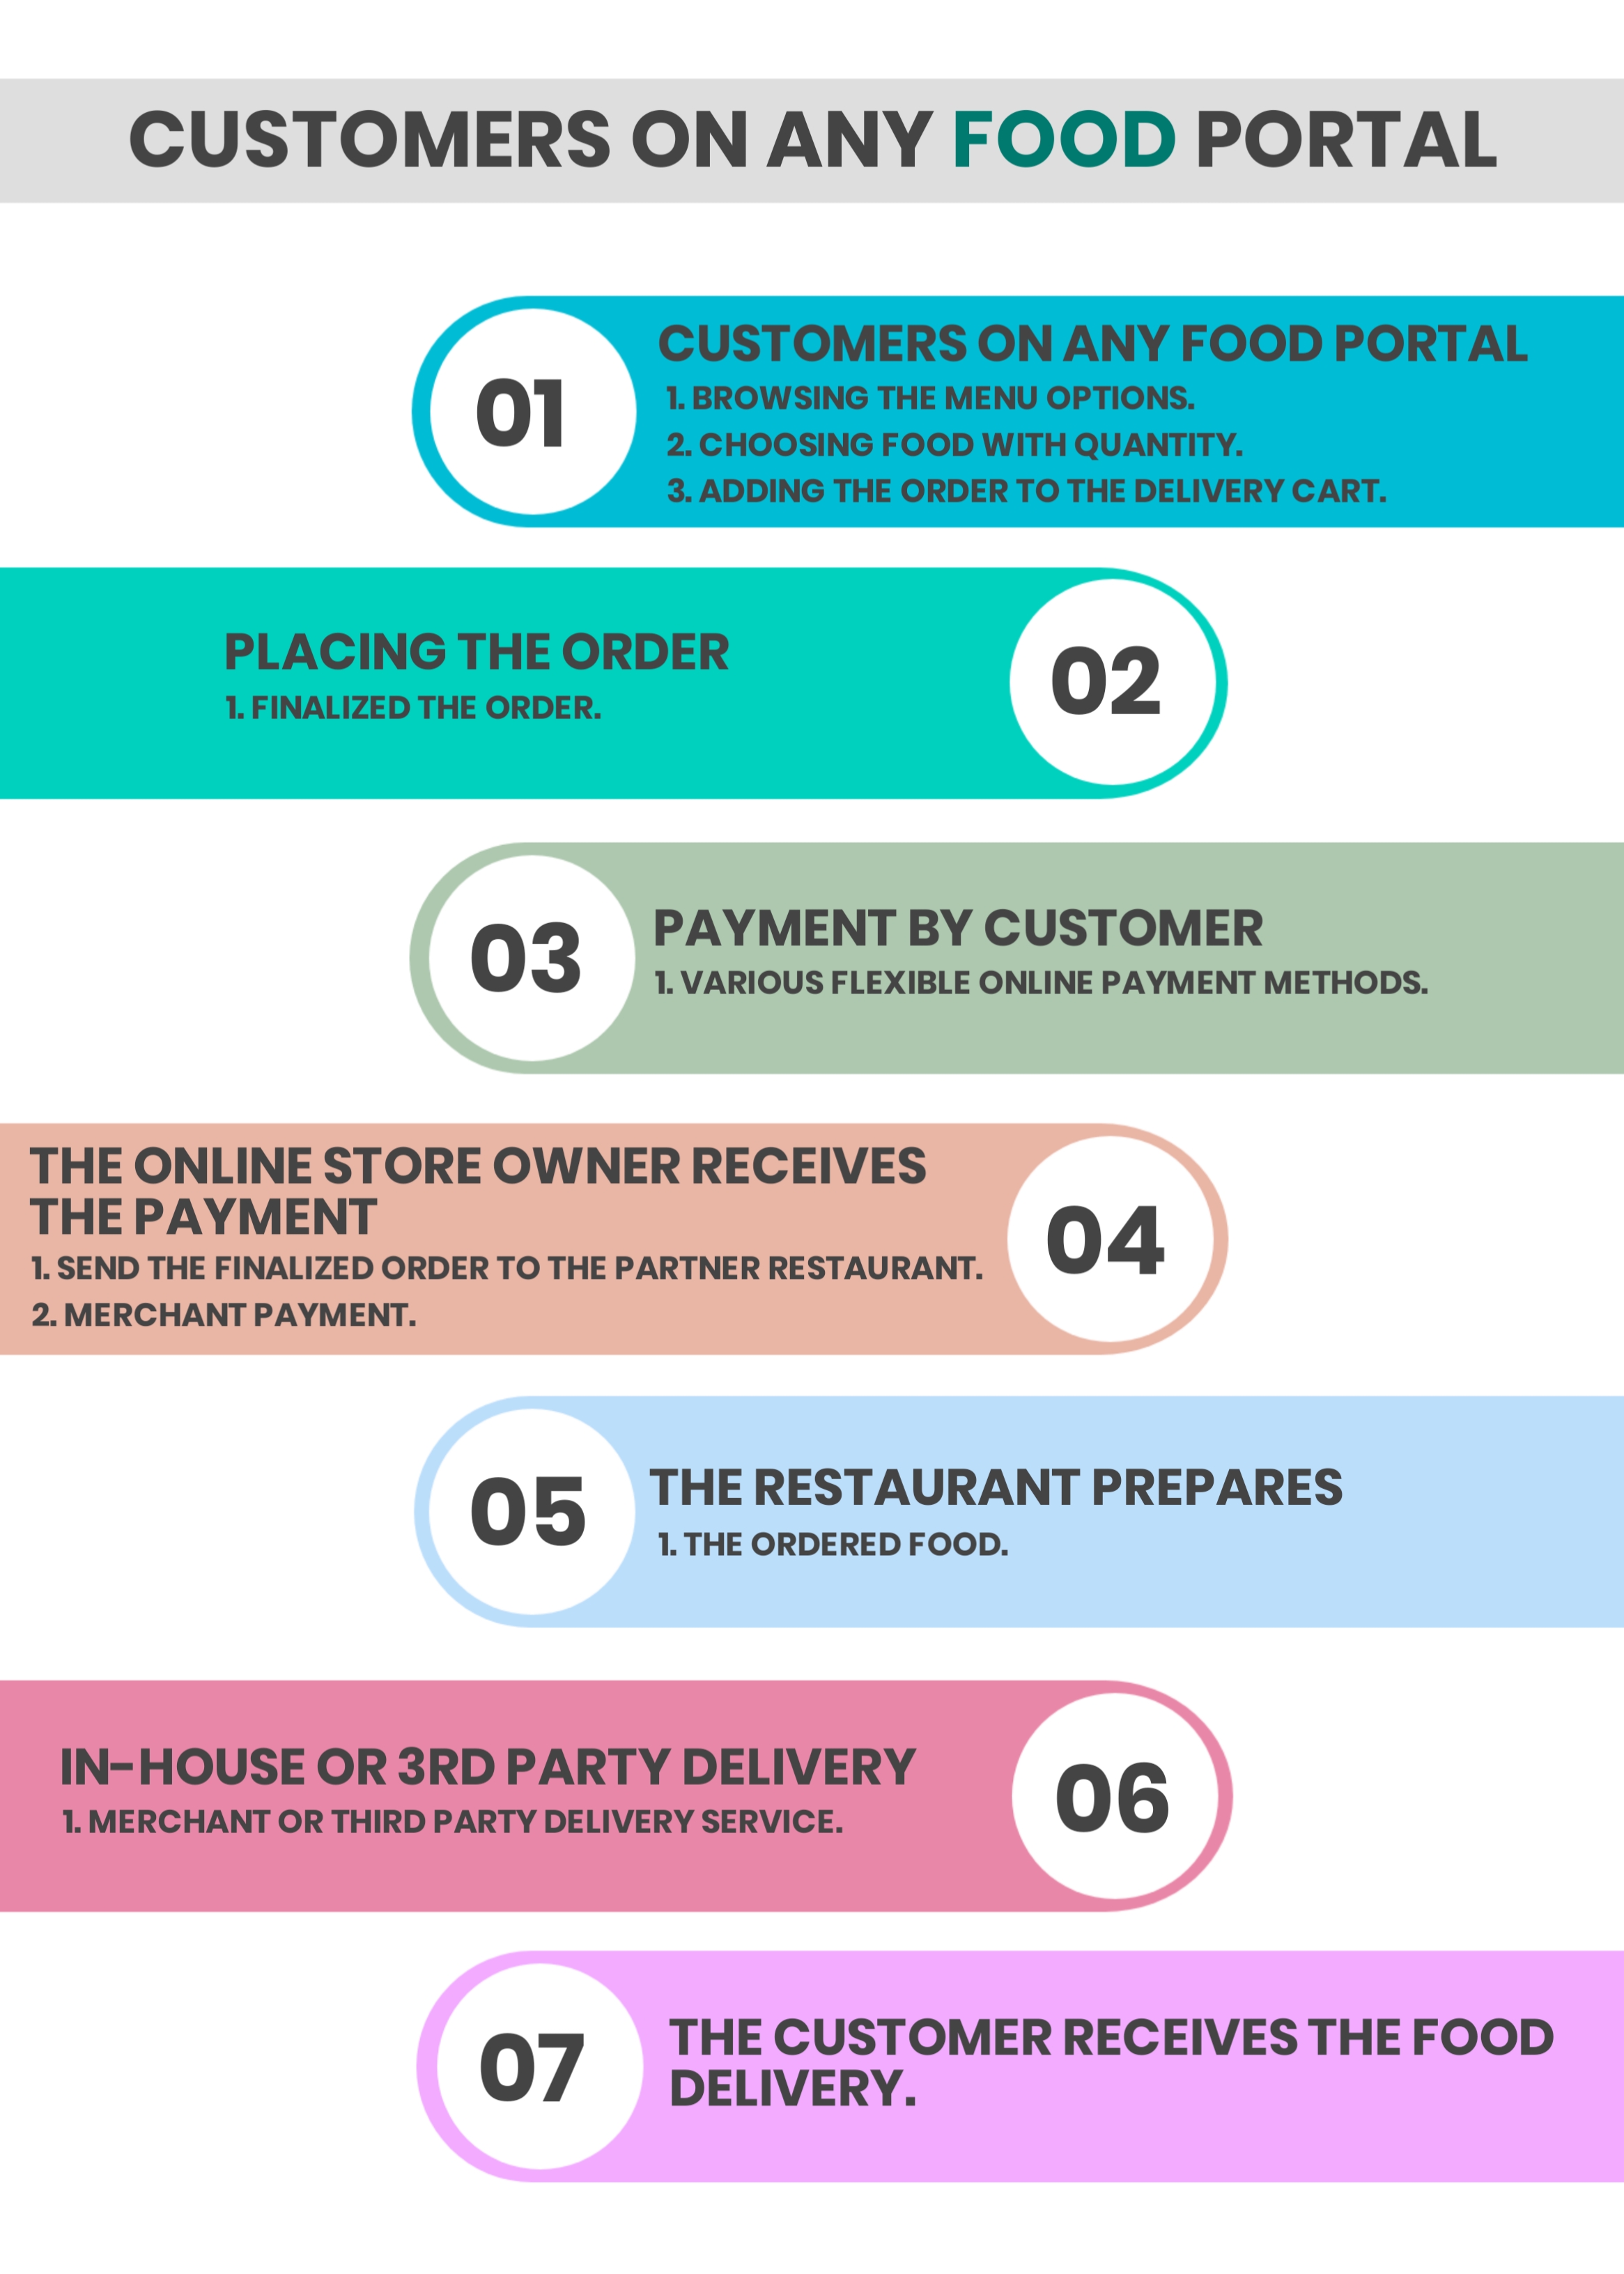 CUSTOMERS ON ANY FOOD PORTAL
01
CUSTOMERS ON ANY FOOD PORTAL
1. BROWSING THE MENU OPTIONS.
2. CHOOSING FOOD WITH QUANTITY.
3. ADDING THE ORDER TO THE DELIVERY CART.
PLACING THE ORDER
1. FINALIZED THE ORDER.
02
03
PAYMENT BY CUSTOMER
1. VARIOUS FLEXIBLE ONLINE PAYMENT METHODS.
THE ONLINE STORE OWNER RECEIVES
THE PAYMENT
1. SEND THE FINALIZED ORDER TO THE PARTNER RESTAURANT.
2. MERCHANT PAYMENT.
04
05
THE RESTAURANT PREPARES
1. THE ORDERED FOOD.
IN-HOUSE OR 3RD PARTY DELIVERY
1. MERCHANT OR THIRD PARTY DELIVERY SERVICE.
06
07
THE CUSTOMER RECEIVES THE FOOD
DELIVERY.